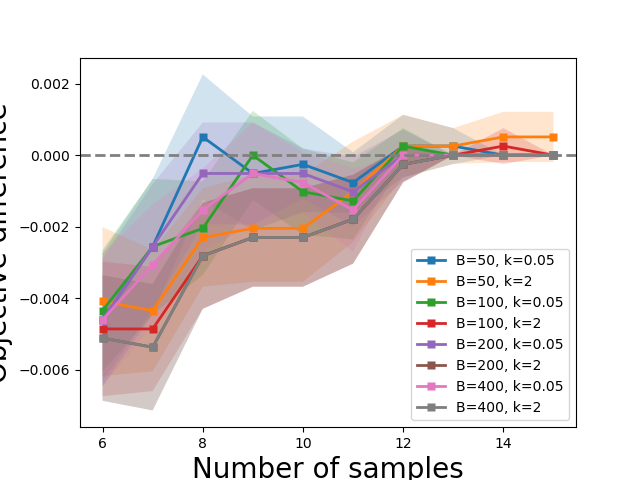 0.002
0.000
−0.002
−0.004
−0.006
Objective difference
6
8
10
12
14
Number of samples
B=50, k=0.05
B=50, k=2
B=100, k=0.05
B=100, k=2
B=200, k=0.05
B=200, k=2
B=400, k=0.05
B=400, k=2